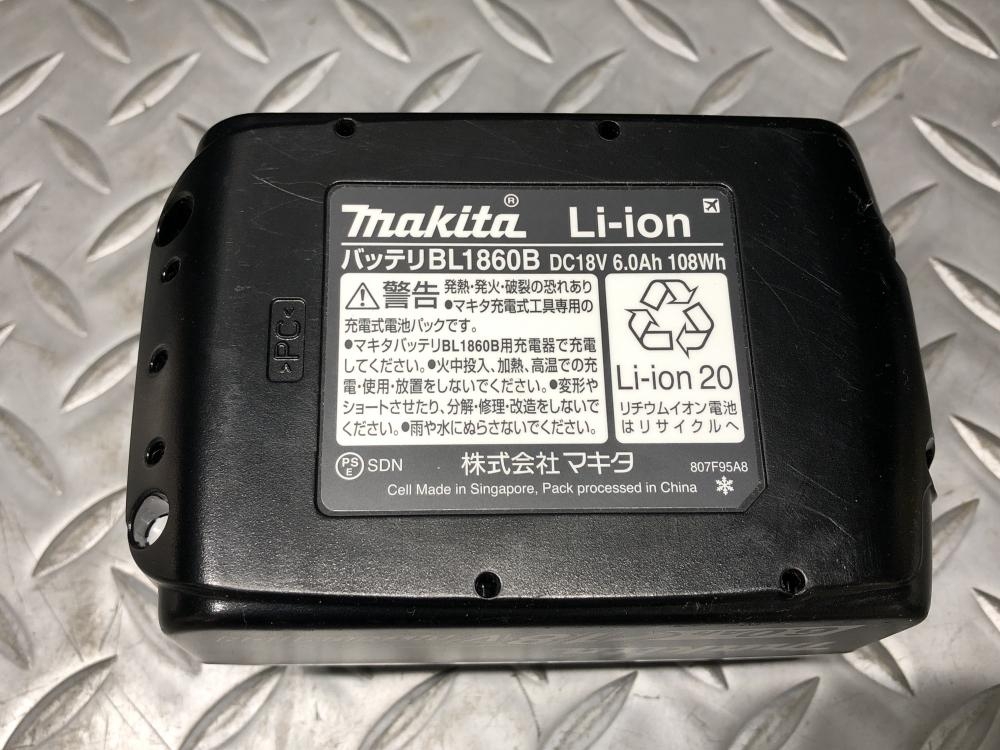 makita® Li-ion
バッテリBL1860B DC18V 6.0Ah 108Wh
警告 発熱・発火・破裂の恐れあり
●マキタ充電式工具専用の
充電式電池パックです。
●マキタバッテリBL1860B用充電器で充電
してください。●火中投入、加熱、高温での充
電・使用・放置をしないでください。●変形や
ショートさせたり、分解・修理・改造をしないで
ください。●雨や水にぬらさないでください。
Li-ion 20
リチウムイオン電池
はリサイクルへ
PSE SDN 株式会社マキタ 807F95A8
Cell Made in Singapore, Pack processed in China
>PC<